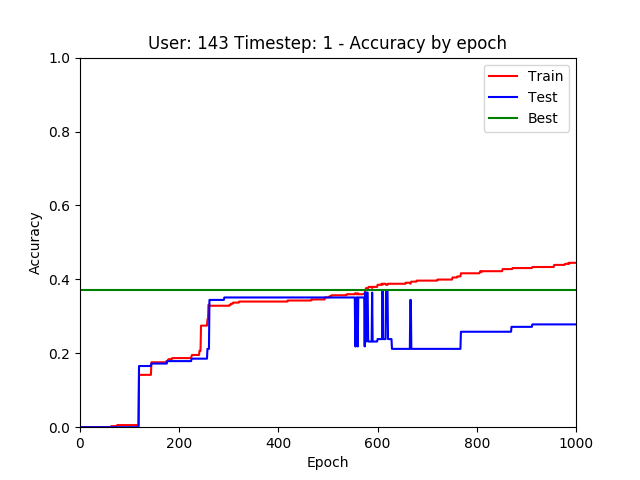 User: 143 Timestep: 1 - Accuracy by epoch
1.0
0.8
0.6
0.4
0.2
0.0
Accuracy
Train
Test
Best
0 200 400 600 800 1000
Epoch